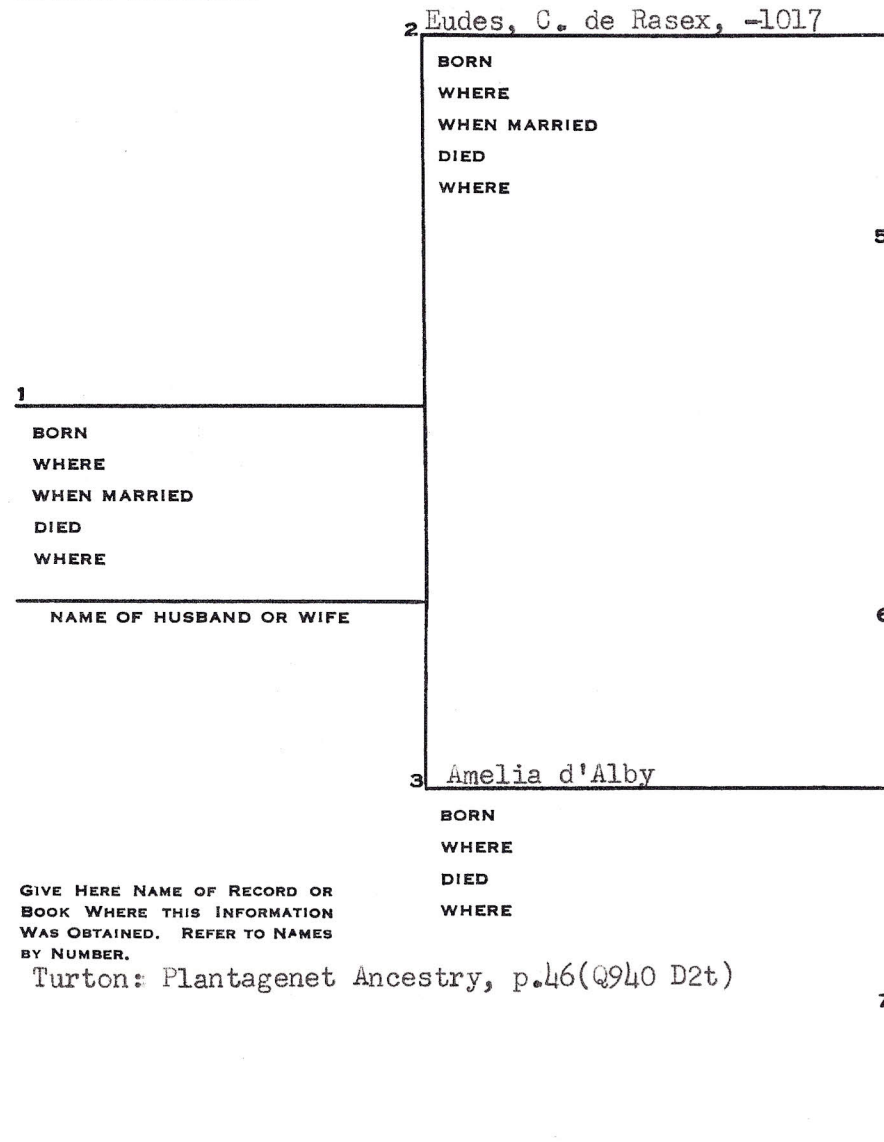 2 Eudes, C. de Rasex, -1017
BORN
WHERE
WHEN MARRIED
DIED
WHERE
5
1
BORN
WHERE
WHEN MARRIED
DIED
WHERE
NAME OF HUSBAND OR WIFE
6
3 Amelia d'Alby
BORN
WHERE
DIED
WHERE
GIVE HERE NAME OF RECORD OR
BOOK WHERE THIS INFORMATION
WAS OBTAINED. REFER TO NAMES
BY NUMBER.
Turton: Plantagenet Ancestry, p.46(Q940 D2t)
7